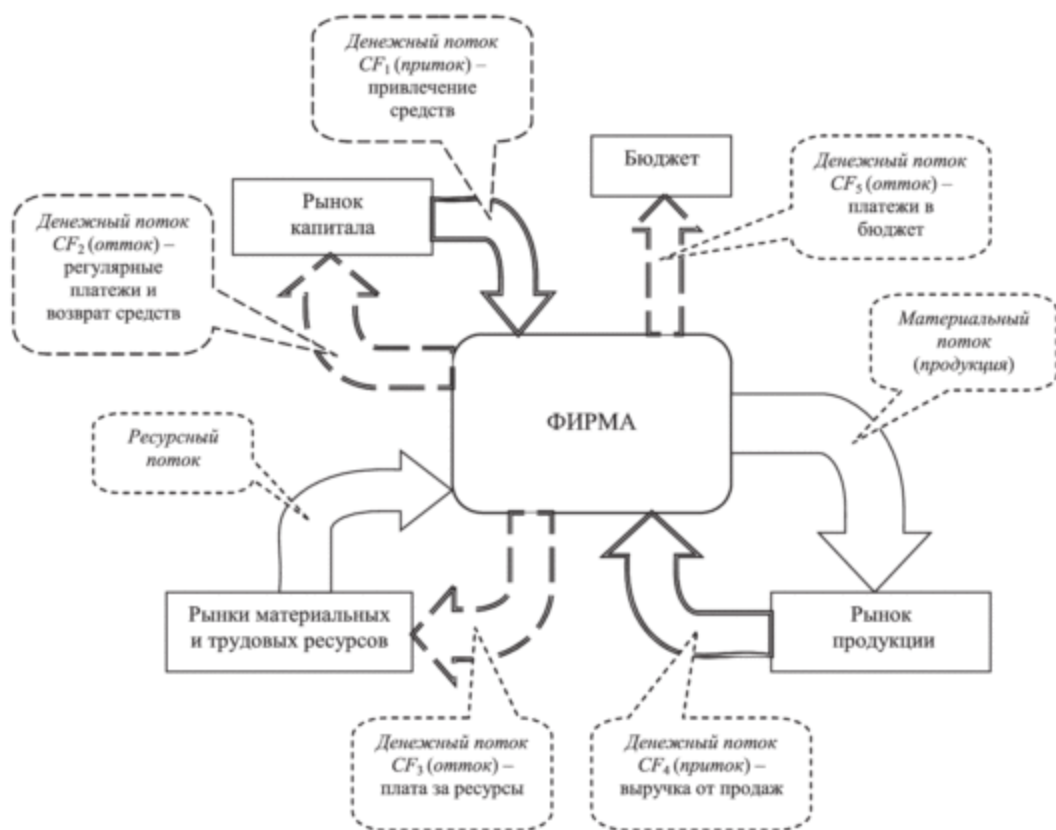 Денежный поток
CF₁ (приток) –
привлечение
средств
Бюджет
Денежный поток
CF₅ (отток) –
платежи в
бюджет
Рынок
капитала
Денежный поток
CF₂ (отток) –
регулярные
платежи и
возврат средств
Материальный
поток
(продукция)
ФИРМА
Ресурсный
поток
Рынки материальных
и трудовых ресурсов
Рынок
продукции
Денежный поток
CF₃ (отток) –
плата за ресурсы
Денежный поток
CF₄ (приток) –
выручка от продаж